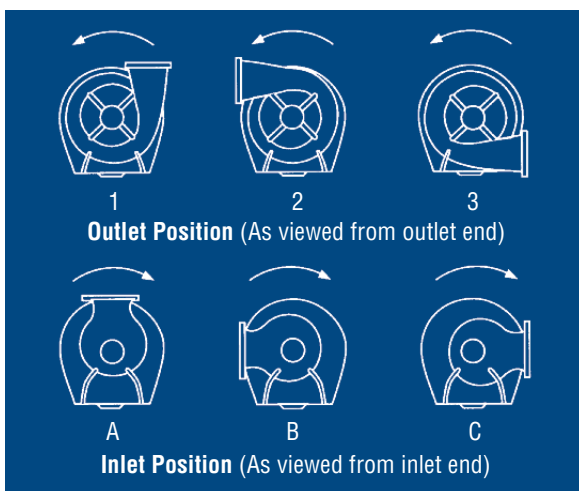 1 2 3
Outlet Position (As viewed from outlet end)
A B C
Inlet Position (As viewed from inlet end)